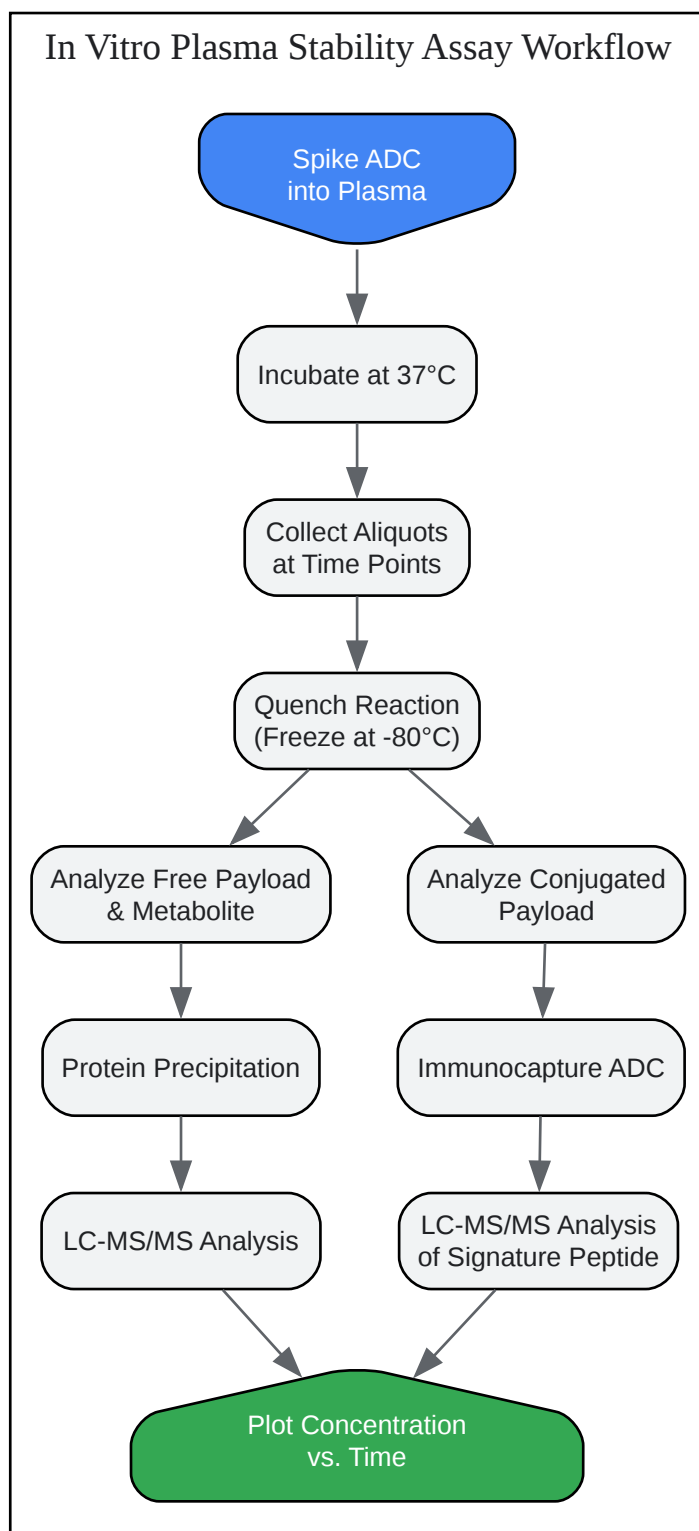 In Vitro Plasma Stability Assay Workflow
Spike ADC
into Plasma
Incubate at 37°C
Collect Aliquots
at Time Points
Quench Reaction
(Freeze at -80°C)
Analyze Free Payload
& Metabolite
Analyze Conjugated
Payload
Protein Precipitation
Immunocapture ADC
LC-MS/MS Analysis
LC-MS/MS Analysis
of Signature Peptide
Plot Concentration
vs. Time